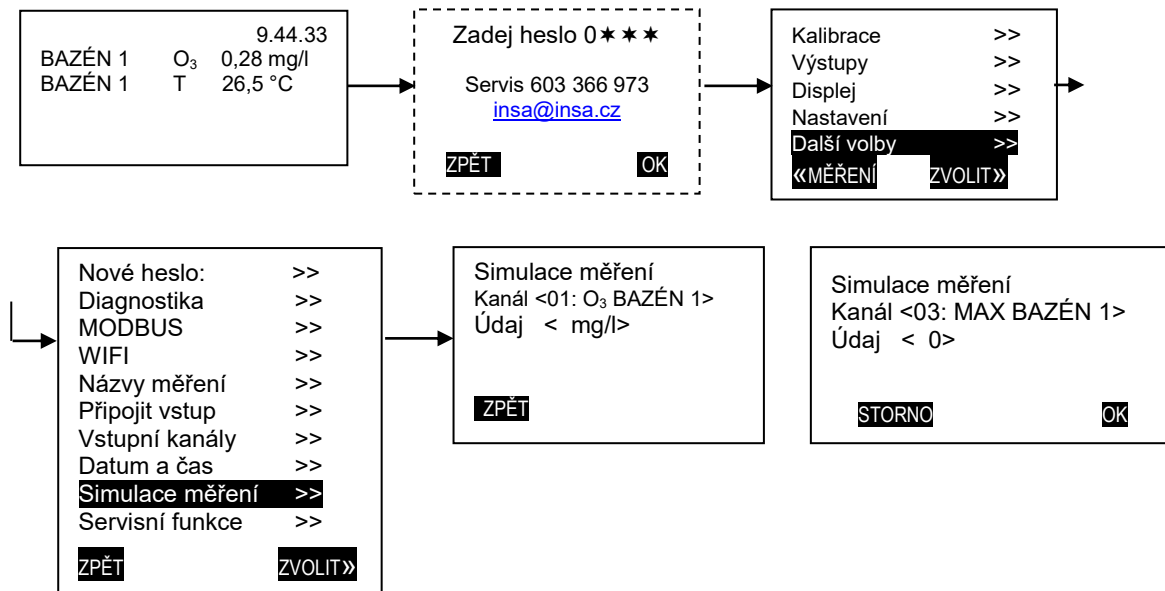 9.44.33
BAZÉN 1 O₃ 0,28 mg/l
BAZÉN 1 T 26,5 °C
Zadej heslo 0✶✶✶
Servis 603 366 973
insa@insa.cz
ZPĚT OK
Kalibrace >>
Výstupy >>
Displej >>
Nastavení >>
Další volby >>
«MĚŘENÍ ZVOLIT»
Nové heslo: >>
Diagnostika >>
MODBUS >>
WIFI >>
Názvy měření >>
Připojit vstup >>
Vstupní kanály >>
Datum a čas >>
Simulace měření >>
Servisní funkce >>
ZPĚT ZVOLIT»
Simulace měření
Kanál <01: O₃ BAZÉN 1>
Údaj < mg/l>
ZPĚT
Simulace měření
Kanál <03: MAX BAZÉN 1>
Údaj < 0>
STORNO OK